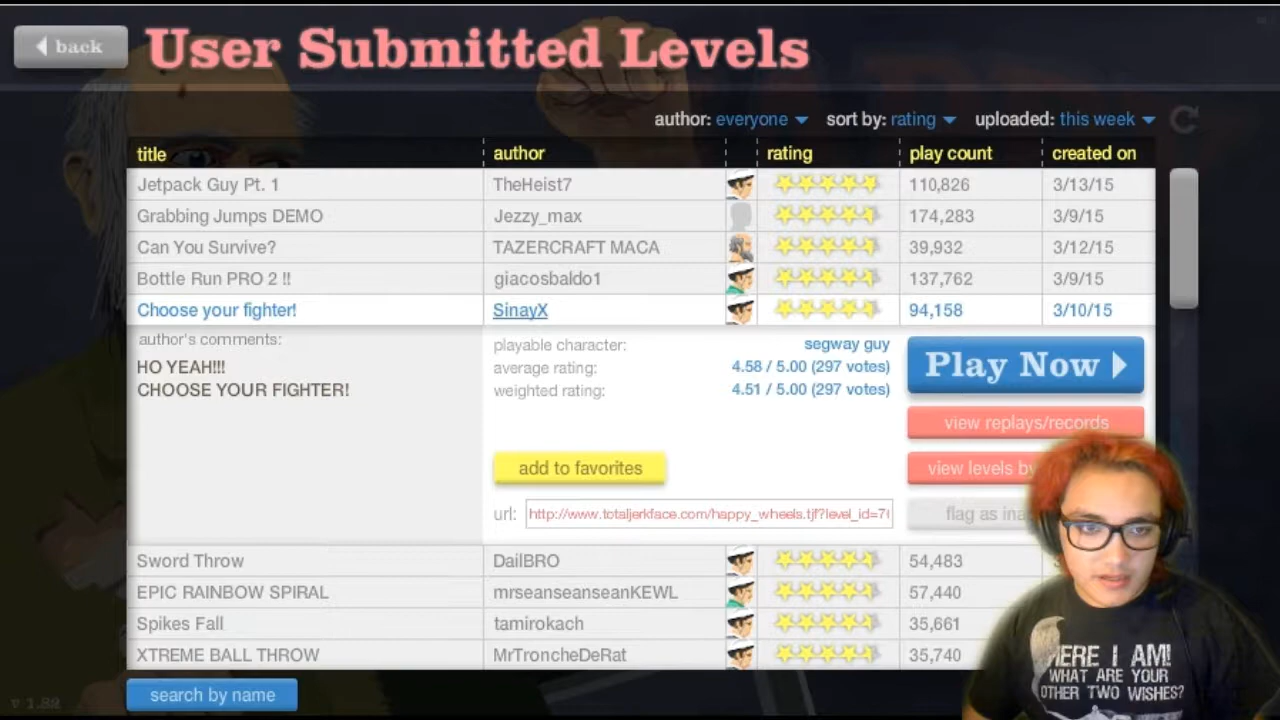 back
User Submitted Levels
author: everyone sort by: rating uploaded: this week
title author rating play count created on
Jetpack Guy Pt. 1 TheHeist7 110,826 3/13/15
Grabbing Jumps DEMO Jezzy_max 174,283 3/9/15
Can You Survive? TAZERCRAFT MACA 39,932 3/12/15
Bottle Run PRO 2 !! giacosbaldo1 137,762 3/9/15
Choose your fighter! SinayX 94,158 3/10/15
author's comments:
HO YEAH!!!
CHOOSE YOUR FIGHTER!
playable character: segway guy
average rating: 4.58 / 5.00 (297 votes)
weighted rating: 4.51 / 5.00 (297 votes)
Play Now
view replays/records
add to favorites
view levels by
url: http://www.totaljerkface.com/happy_wheels.tjf?level_id=7
flag as
Sword Throw DailBRO 54,483
EPIC RAINBOW SPIRAL mrseanseanseanKEWL 57,440
Spikes Fall tamirokach 35,661
XTREME BALL THROW MrTroncheDeRat 35,740
search by name
v 1.82
HERE I AM!
WHAT ARE YOUR
OTHER TWO WISHES?